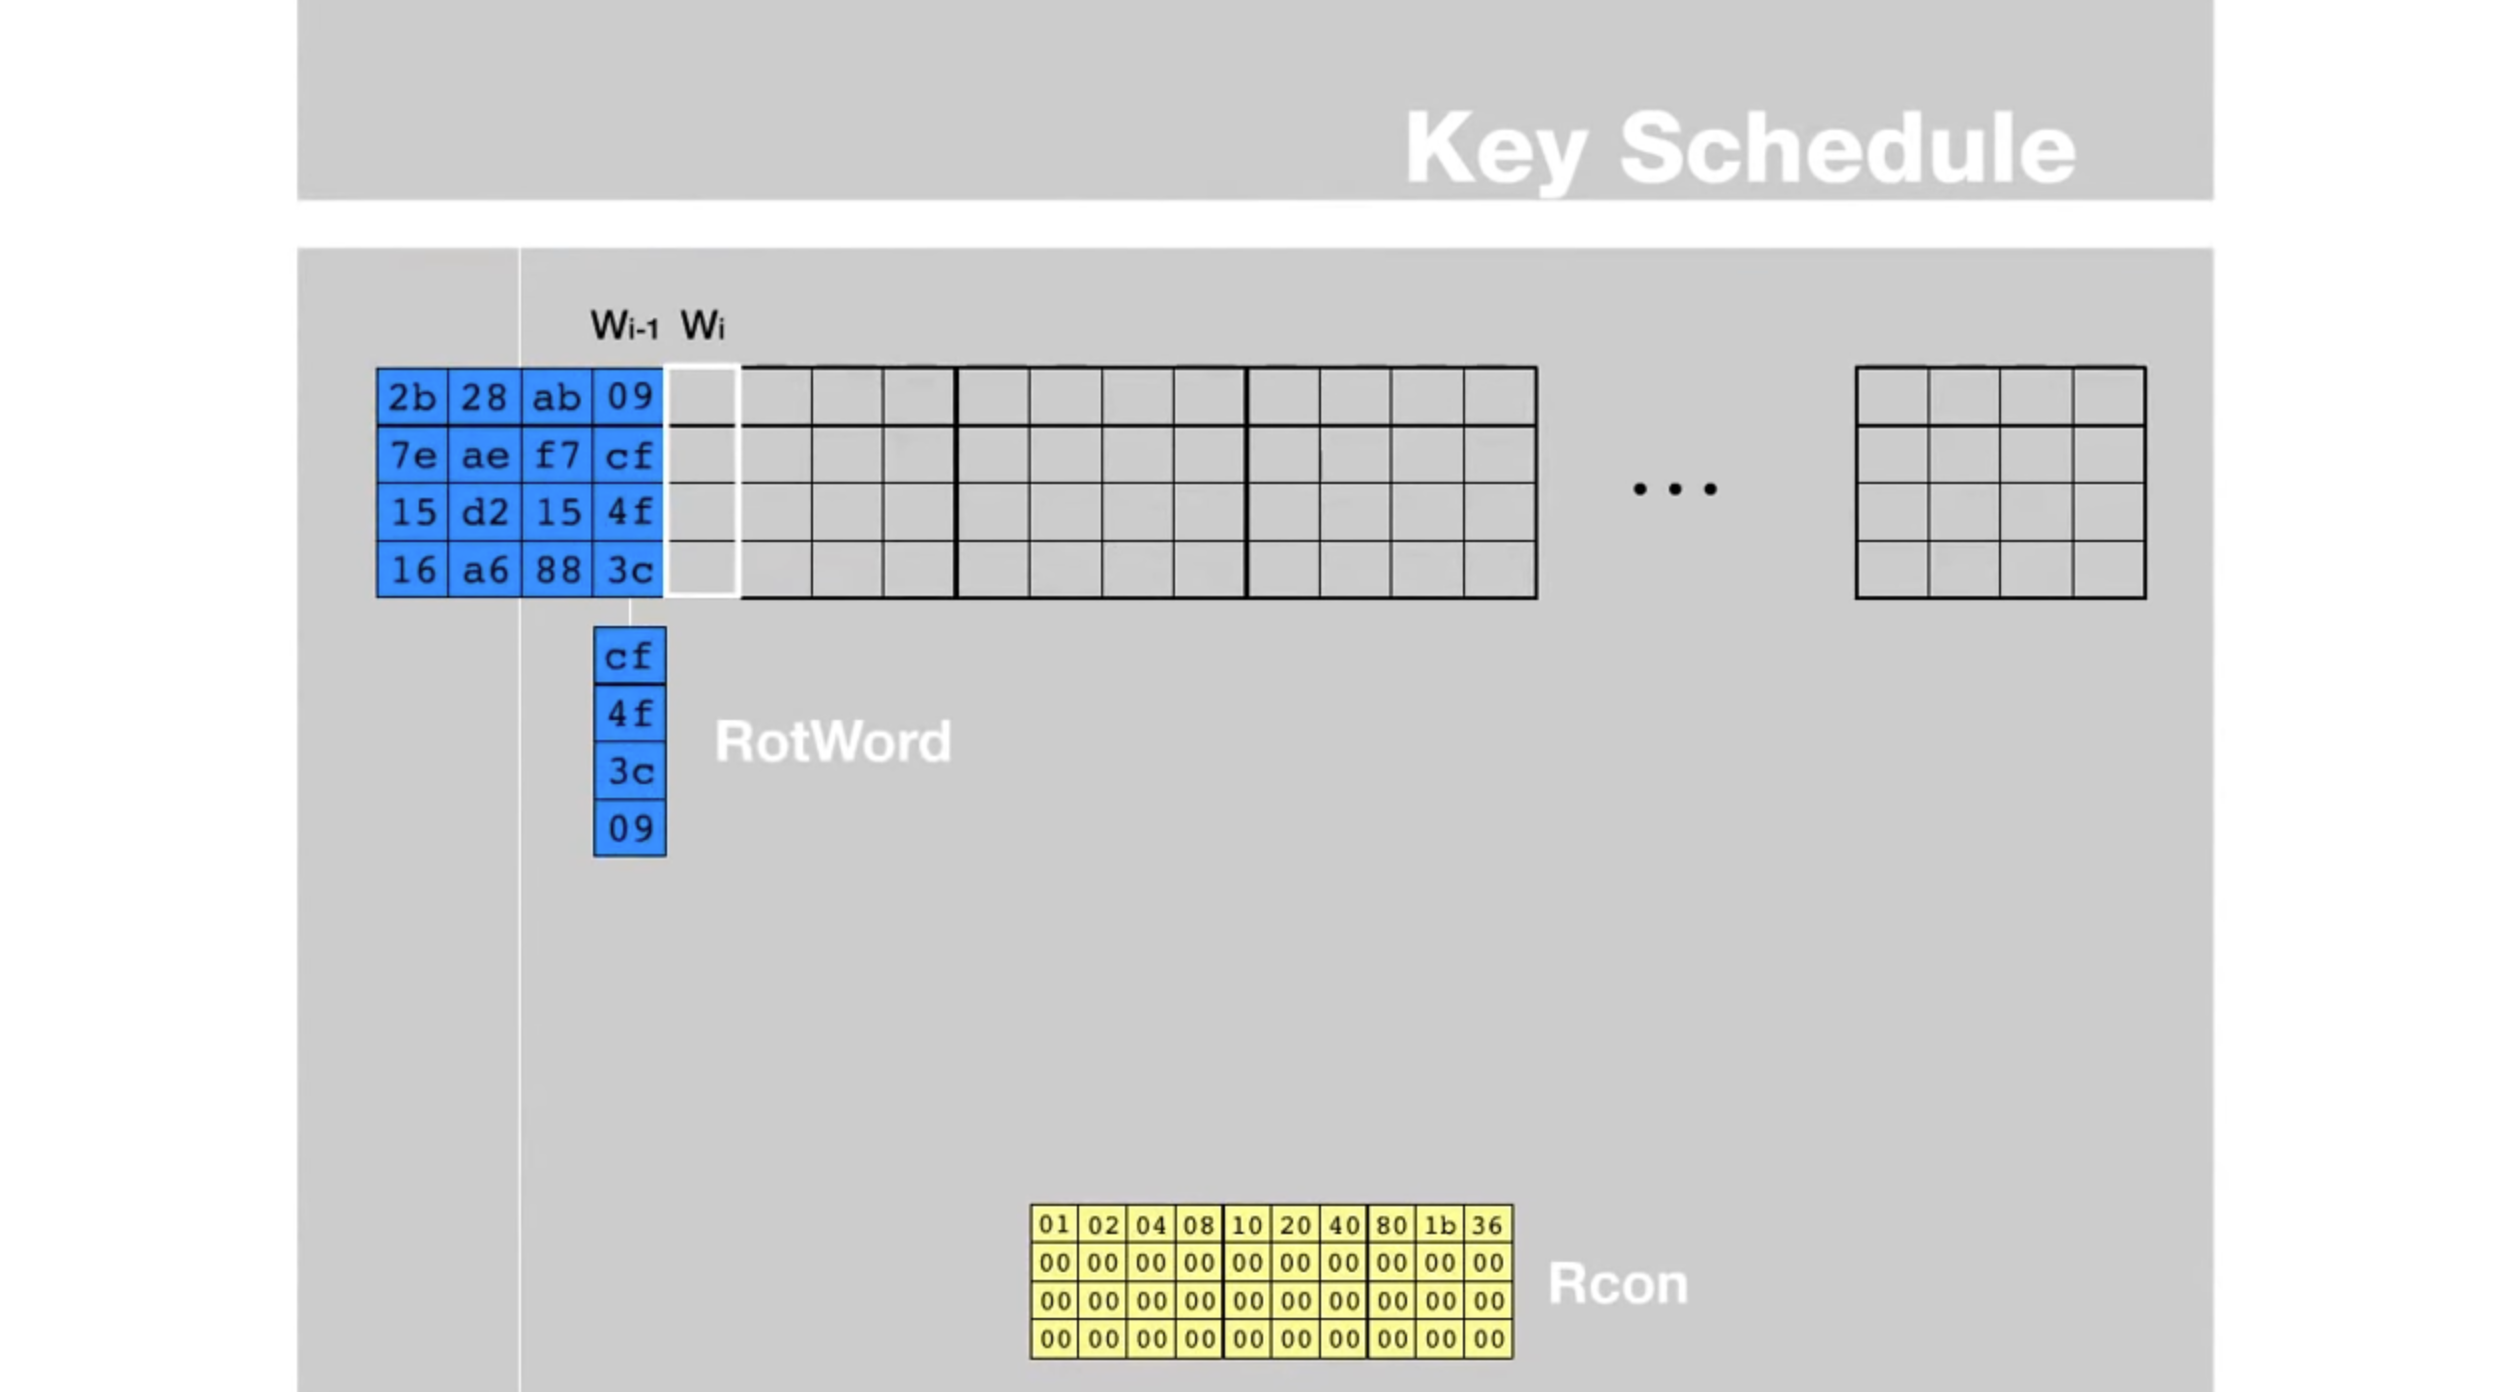 Key Schedule
Wi-1 Wi
2b 28 ab 09
7e ae f7 cf
15 d2 15 4f
16 a6 88 3c
...
cf
4f
3c
09
RotWord
01 02 04 08 10 20 40 80 1b 36
00 00 00 00 00 00 00 00 00 00
00 00 00 00 00 00 00 00 00 00
00 00 00 00 00 00 00 00 00 00
Rcon